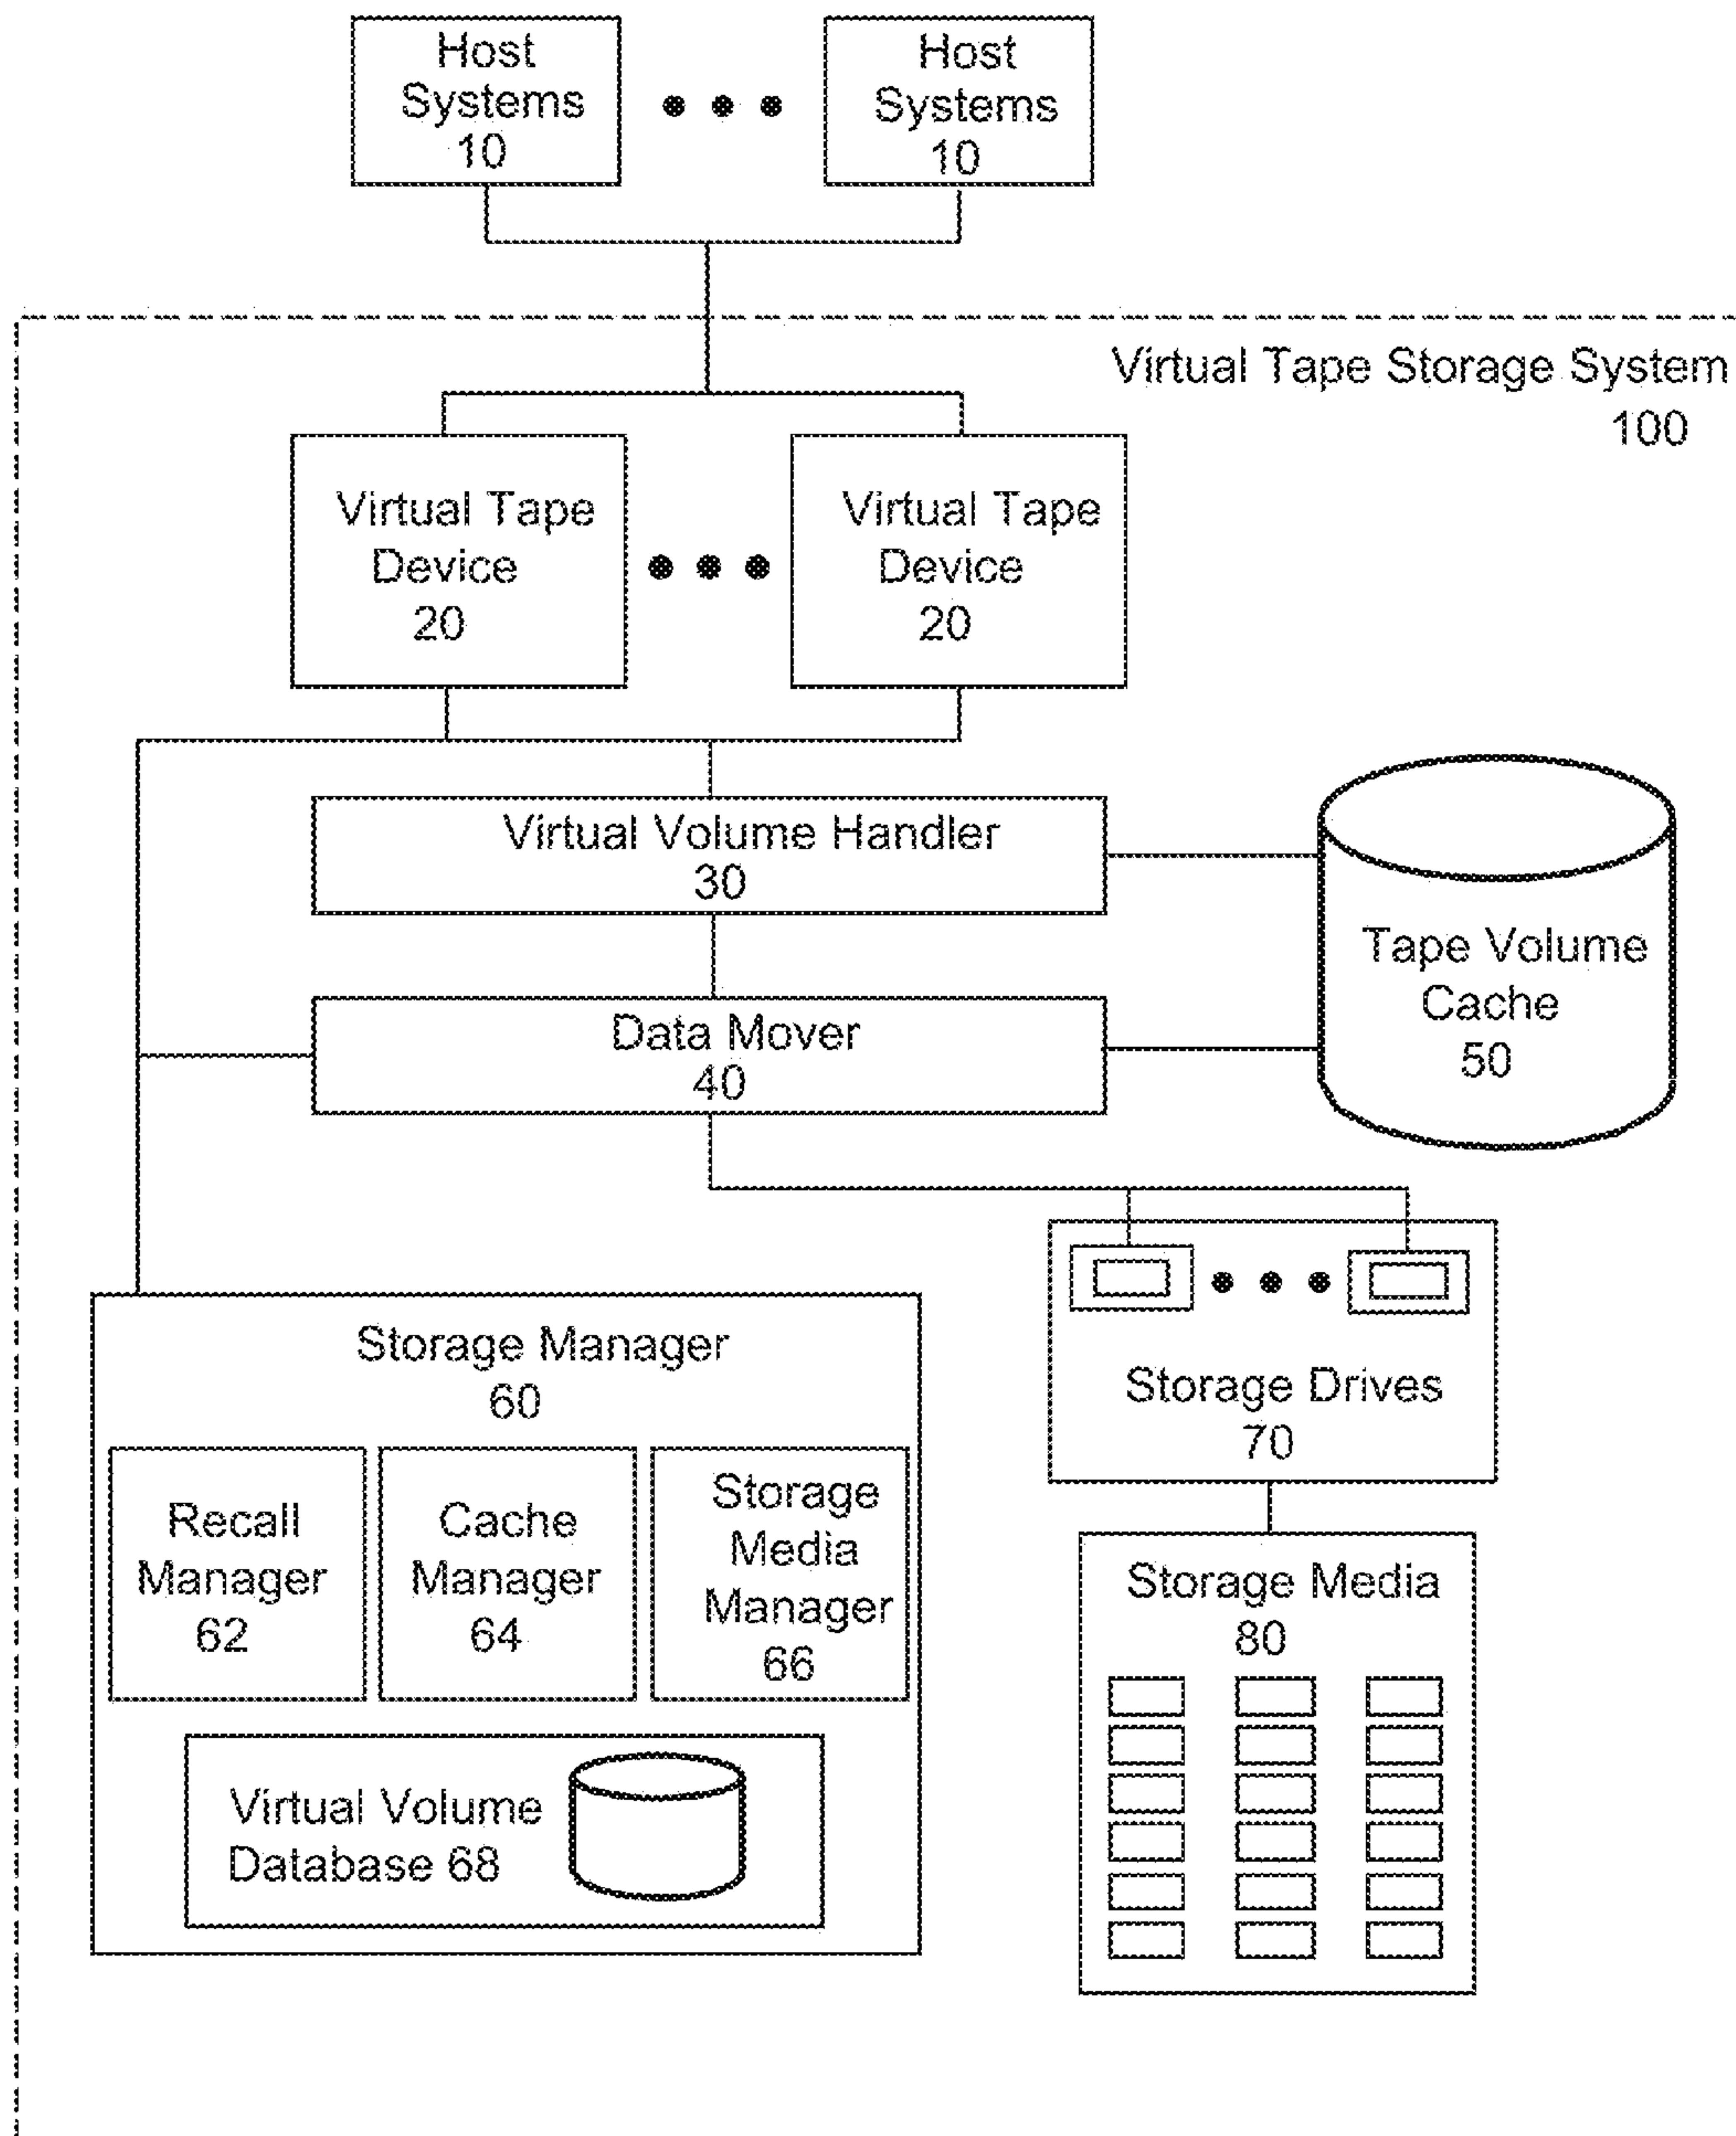 Host
Systems
10
Host
Systems
10
Virtual Tape Storage System
100
Virtual Tape
Device
20
Virtual Tape
Device
20
Virtual Volume Handler
30
Tape Volume
Cache
50
Data Mover
40
Storage Manager
60
Storage Drives
70
Recall
Manager
62
Cache
Manager
64
Storage
Media
Manager
66
Storage Media
80
Virtual Volume
Database 68